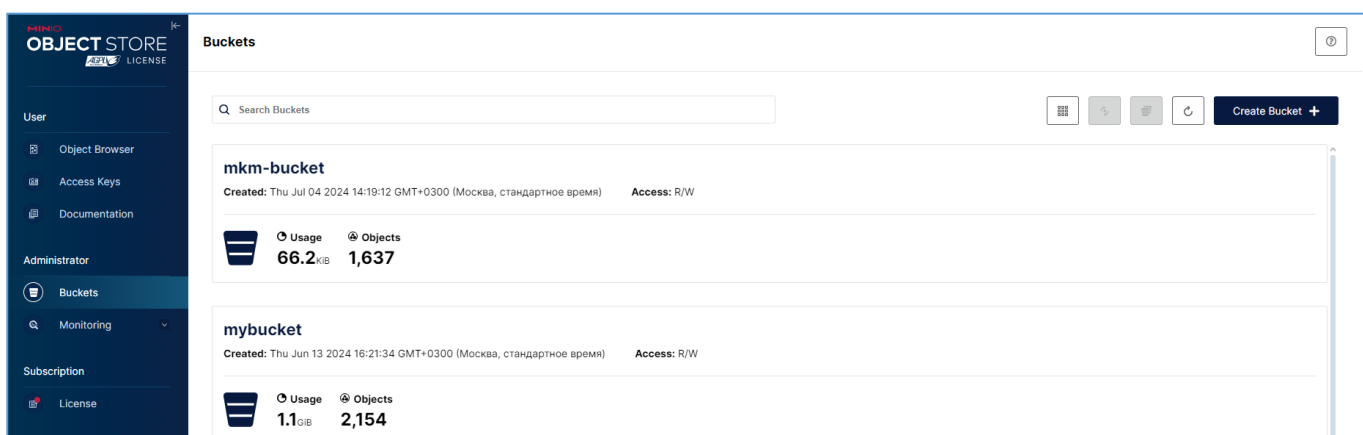 MINIO
OBJECT STORE
AGPLv3 LICENSE
User
Object Browser
Access Keys
Documentation
Administrator
Buckets
Monitoring
Subscription
License
Buckets
Search Buckets
Create Bucket +
mkm-bucket
Created: Thu Jul 04 2024 14:19:12 GMT+0300 (Москва, стандартное время) Access: R/W
Usage Objects
66.2KiB 1,637
mybucket
Created: Thu Jun 13 2024 16:21:34 GMT+0300 (Москва, стандартное время) Access: R/W
Usage Objects
1.1GiB 2,154